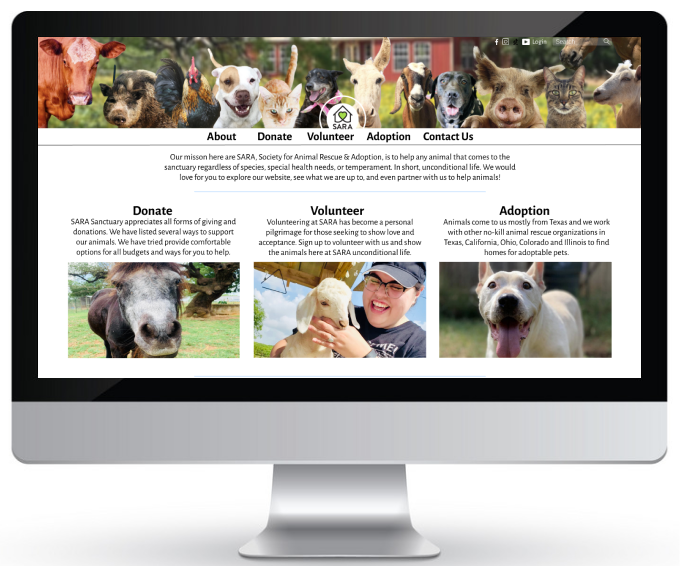 Login Search
SARA
About Donate Volunteer Adoption Contact Us
Our misson here are SARA, Society for Animal Rescue & Adoption, is to help any animal that comes to the
sanctuary regardless of species, special health needs, or temperament. In short, unconditional life. We would
love for you to explore our website, see what we are up to, and even partner with us to help animals!
Donate
SARA Sanctuary appreciates all forms of giving and
donations. We have listed several ways to support
our animals. We have tried provide comfortable
options for all budgets and ways for you to help.
Volunteer
Volunteering at SARA has become a personal
pilgrimage for those seeking to show love and
acceptance. Sign up to volunteer with us and show
the animals here at SARA unconditional life.
Adoption
Animals come to us mostly from Texas and we work
with other no-kill animal rescue organizations in
Texas, California, Ohio, Colorado and Illinois to find
homes for adoptable pets.